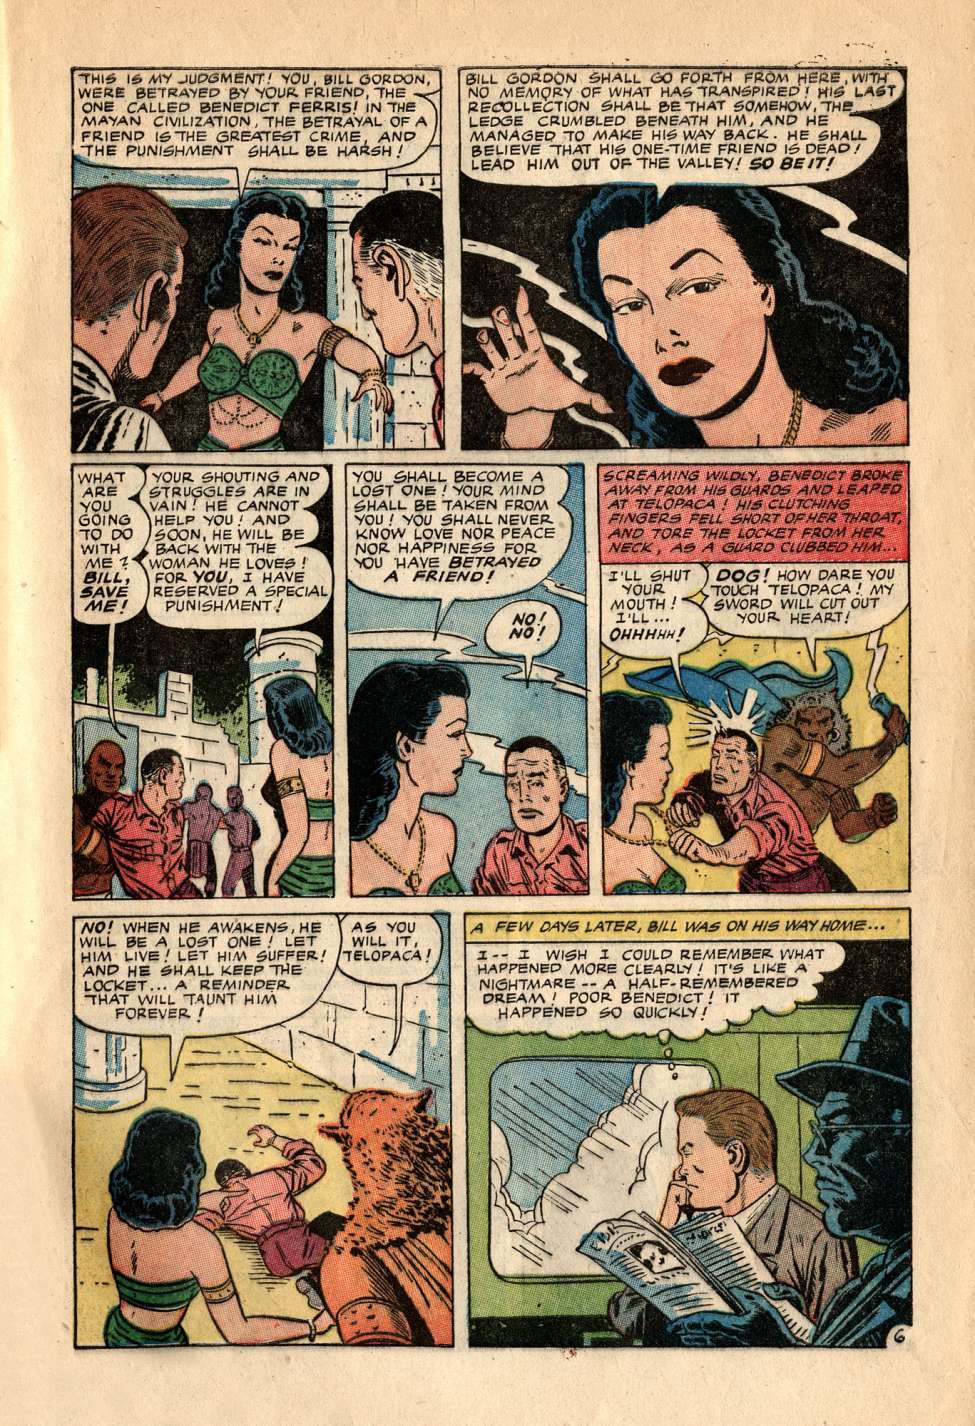 THIS IS MY JUDGMENT! YOU, BILL GORDON,
WERE BETRAYED BY YOUR FRIEND, THE
ONE CALLED BENEDICT FERRIS! IN THE
MAYAN CIVILIZATION, THE BETRAYAL OF A
FRIEND IS THE GREATEST CRIME, AND
THE PUNISHMENT SHALL BE HARSH!
BILL GORDON SHALL GO FORTH FROM HERE, WITH
NO MEMORY OF WHAT HAS TRANSPIRED! HIS LAST
RECOLLECTION SHALL BE THAT SOMEHOW, THE
LEDGE CRUMBLED BENEATH HIM, AND HE
MANAGED TO MAKE HIS WAY BACK. HE SHALL
BELIEVE THAT HIS ONE-TIME FRIEND IS DEAD!
LEAD HIM OUT OF THE VALLEY! SO BE IT!
WHAT
ARE
YOU
GOING
TO DO
WITH
ME? BILL,
SAVE
ME!
YOUR SHOUTING AND
STRUGGLES ARE IN
VAIN! HE CANNOT
HELP YOU! AND
SOON, HE WILL BE
BACK WITH THE
WOMAN HE LOVES!
FOR YOU, I HAVE
RESERVED A SPECIAL
PUNISHMENT!
YOU SHALL BECOME A
LOST ONE! YOUR MIND
SHALL BE TAKEN FROM
YOU! YOU SHALL NEVER
KNOW LOVE NOR PEACE
NOR HAPPINESS FOR
YOU HAVE BETRAYED
A FRIEND!
NO!
NO!
SCREAMING WILDLY, BENEDICT BROKE
AWAY FROM HIS GUARDS AND LEAPED
AT TELOPACA! HIS CLUTCHING
FINGERS FELL SHORT OF HER THROAT,
AND TORE THE LOCKET FROM HER
NECK, AS A GUARD CLUBBED HIM...
I'LL SHUT
YOUR
MOUTH!
I'LL...
OHHHHH!
DOG! HOW DARE YOU
TOUCH TELOPACA! MY
SWORD WILL CUT OUT
YOUR HEART!
NO! WHEN HE AWAKENS, HE
WILL BE A LOST ONE! LET
HIM LIVE! LET HIM SUFFER!
AND HE SHALL KEEP THE
LOCKET... A REMINDER
THAT WILL TAUNT HIM
FOREVER!
AS YOU
WILL IT,
TELOPACA!
A FEW DAYS LATER, BILL WAS ON HIS WAY HOME...
I-- I WISH I COULD REMEMBER WHAT
HAPPENED MORE CLEARLY! IT'S LIKE A
NIGHTMARE -- A HALF-REMEMBERED
DREAM! POOR BENEDICT! IT
HAPPENED SO QUICKLY!
6